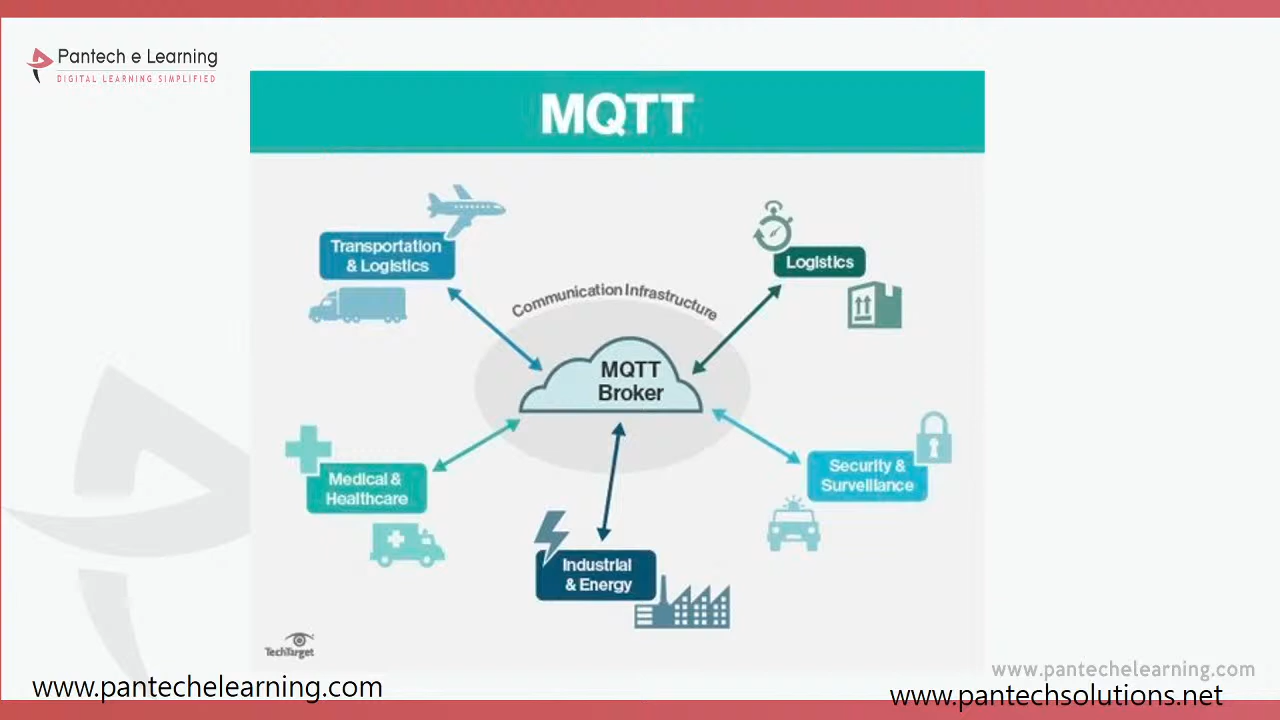 Pantech e Learning
DIGITAL LEARNING SIMPLIFIED
MQTT
Transportation
& Logistics
Logistics
Communication Infrastructure
MQTT
Broker
Medical &
Healthcare
Security &
Surveillance
Industrial
& Energy
TechTarget
www.pantechelearning.com
www.pantechelearning.com
www.pantechsolutions.net